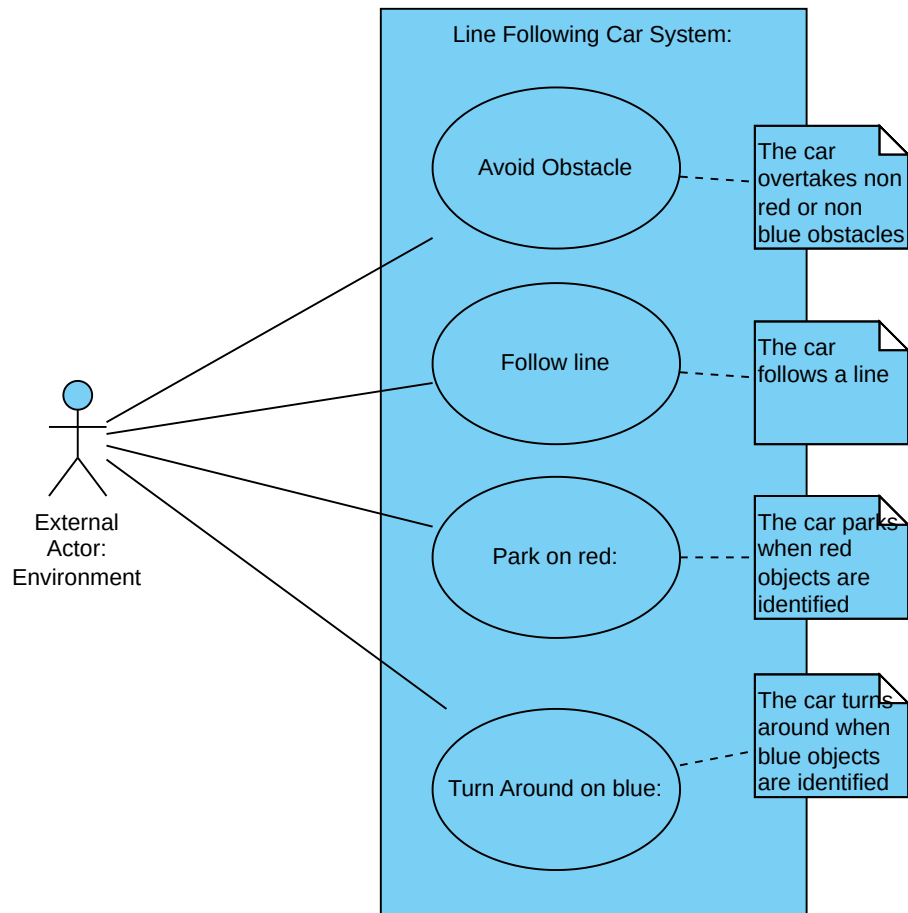 Line Following Car System:
Avoid Obstacle
The car
overtakes non
red or non
blue obstacles
Follow line
The car
follows a line
External
Actor:
Environment
Park on red:
The car parks
when red
objects are
identified
Turn Around on blue:
The car turns
around when
blue objects
are identified